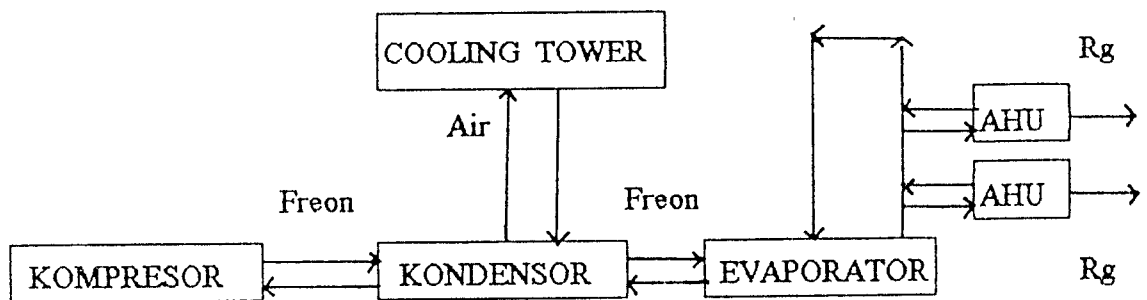 COOLING TOWER
Rg
AHU
Air
AHU
Freon
Freon
KOMPRESOR
KONDENSOR
EVAPORATOR
Rg